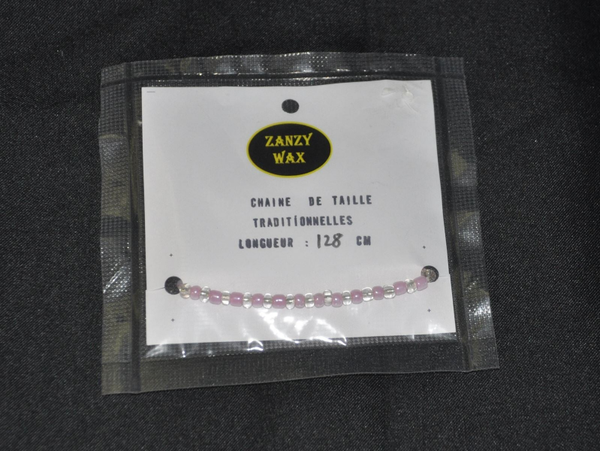 ZANZY
WAX
CHAINE DE TAILLE
TRADITIONNELLES
LONGUEUR : 128 CM